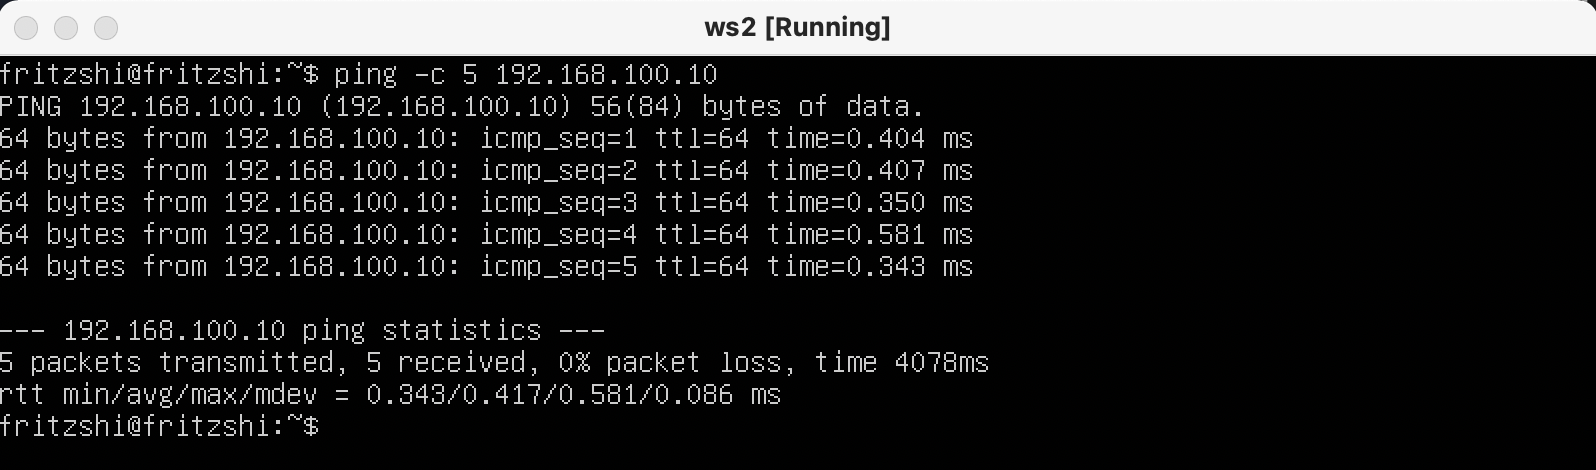 ws2 [Running]
fritzshi@fritzshi:~$ ping -c 5 192.168.100.10
PING 192.168.100.10 (192.168.100.10) 56(84) bytes of data.
64 bytes from 192.168.100.10: icmp_seq=1 ttl=64 time=0.404 ms
64 bytes from 192.168.100.10: icmp_seq=2 ttl=64 time=0.407 ms
64 bytes from 192.168.100.10: icmp_seq=3 ttl=64 time=0.350 ms
64 bytes from 192.168.100.10: icmp_seq=4 ttl=64 time=0.581 ms
64 bytes from 192.168.100.10: icmp_seq=5 ttl=64 time=0.343 ms
--- 192.168.100.10 ping statistics ---
5 packets transmitted, 5 received, 0% packet loss, time 4078ms
rtt min/avg/max/mdev = 0.343/0.417/0.581/0.086 ms
fritzshi@fritzshi:~$